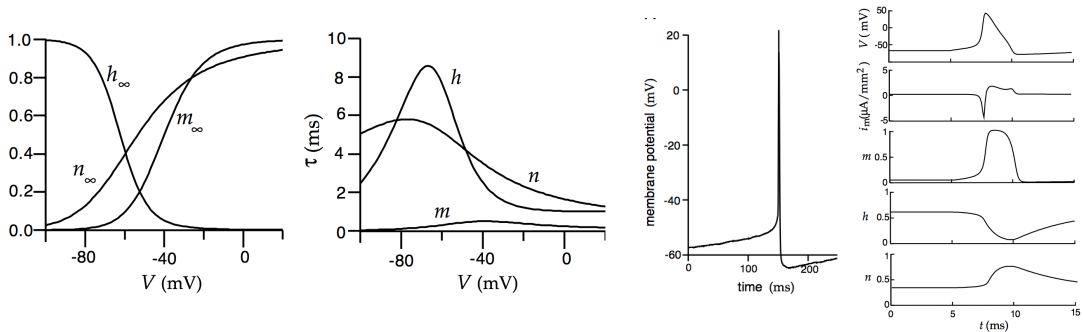 1.0
0.8
0.6
0.4
0.2
0.0
h∞
m∞
n∞
-80
-40
0
V (mV)
τ (ms)
10
8
6
4
2
0
h
n
m
-80
-40
0
V (mV)
membrane potential (mV)
20
0
-20
-40
-60
0
100
200
time (ms)
V (mV)
50
0
-50
im(μA/mm²)
5
0
-5
m
1
0.5
0
h
1
0.5
0
n
1
0.5
0
0
5
10
15
t (ms)